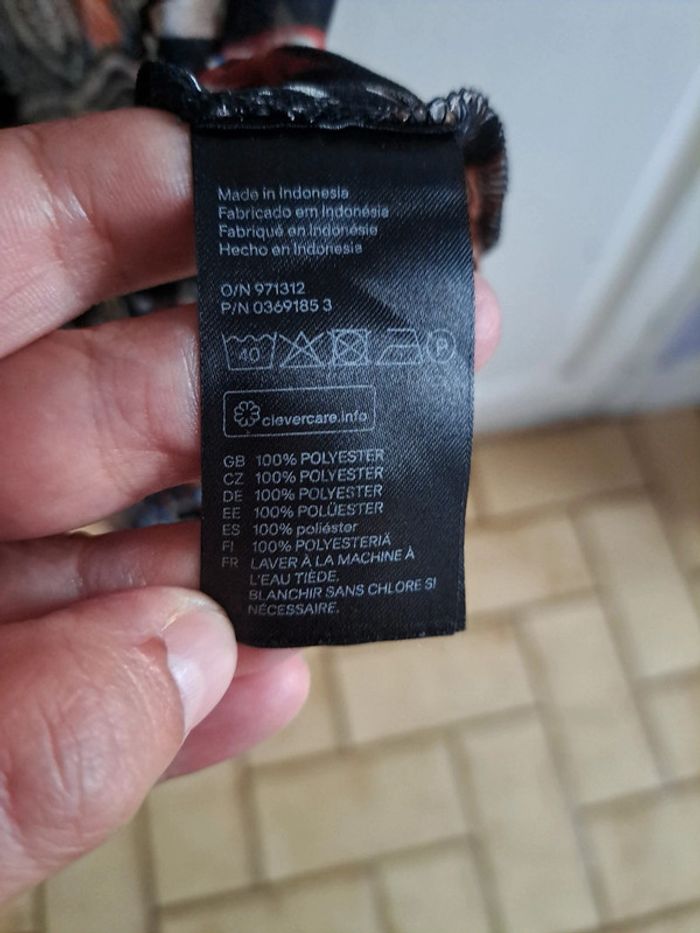 Made in Indonesia
Fabricado em Indonésia
Fabriqué en Indonésie
Hecho en Indonesia
O/N 971312
P/N 0369185 3
40 P
clevercare.info
GB 100% POLYESTER
CZ 100% POLYESTER
DE 100% POLYESTER
EE 100% POLÜESTER
ES 100% poliéster
FI 100% POLYESTERIÄ
FR LAVER À LA MACHINE À
L'EAU TIÈDE.
BLANCHIR SANS CHLORE SI
NÉCESSAIRE.